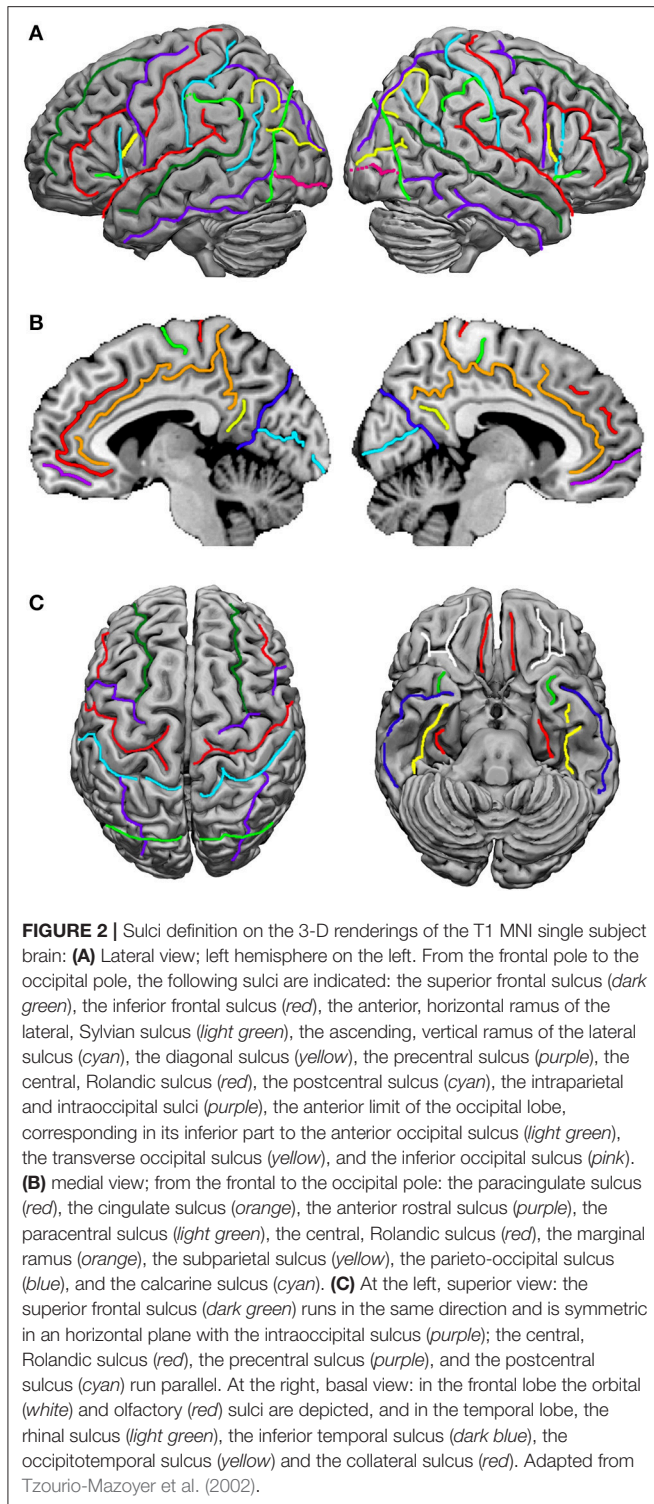 A
B
C
FIGURE 2 | Sulci definition on the 3-D renderings of the T1 MNI single subject
brain: (A) Lateral view; left hemisphere on the left. From the frontal pole to the
occipital pole, the following sulci are indicated: the superior frontal sulcus (dark
green), the inferior frontal sulcus (red), the anterior, horizontal ramus of the
lateral, Sylvian sulcus (light green), the ascending, vertical ramus of the lateral
sulcus (cyan), the diagonal sulcus (yellow), the precentral sulcus (purple), the
central, Rolandic sulcus (red), the postcentral sulcus (cyan), the intraparietal
and intraoccipital sulci (purple), the anterior limit of the occipital lobe,
corresponding in its inferior part to the anterior occipital sulcus (light green),
the transverse occipital sulcus (yellow), and the inferior occipital sulcus (pink).
(B) medial view; from the frontal to the occipital pole: the paracingulate sulcus
(red), the cingulate sulcus (orange), the anterior rostral sulcus (purple), the
paracentral sulcus (light green), the central, Rolandic sulcus (red), the marginal
ramus (orange), the subparietal sulcus (yellow), the parieto-occipital sulcus
(blue), and the calcarine sulcus (cyan). (C) At the left, superior view: the
superior frontal sulcus (dark green) runs in the same direction and is symmetric
in an horizontal plane with the intraoccipital sulcus (purple); the central,
Rolandic sulcus (red), the precentral sulcus (purple), and the postcentral
sulcus (cyan) run parallel. At the right, basal view: in the frontal lobe the orbital
(white) and olfactory (red) sulci are depicted, and in the temporal lobe, the
rhinal sulcus (light green), the inferior temporal sulcus (dark blue), the
occipitotemporal sulcus (yellow) and the collateral sulcus (red). Adapted from
Tzourio-Mazoyer et al. (2002).